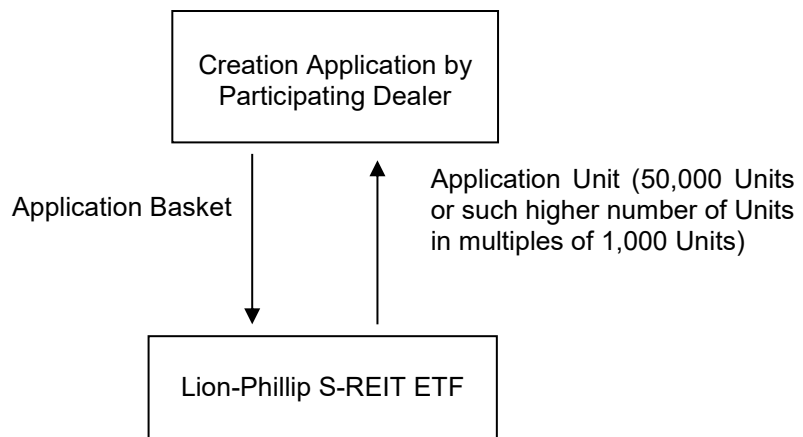 Creation Application by
Participating Dealer
Application Basket
Application Unit (50,000 Units
or such higher number of Units
in multiples of 1,000 Units)
Lion-Phillip S-REIT ETF